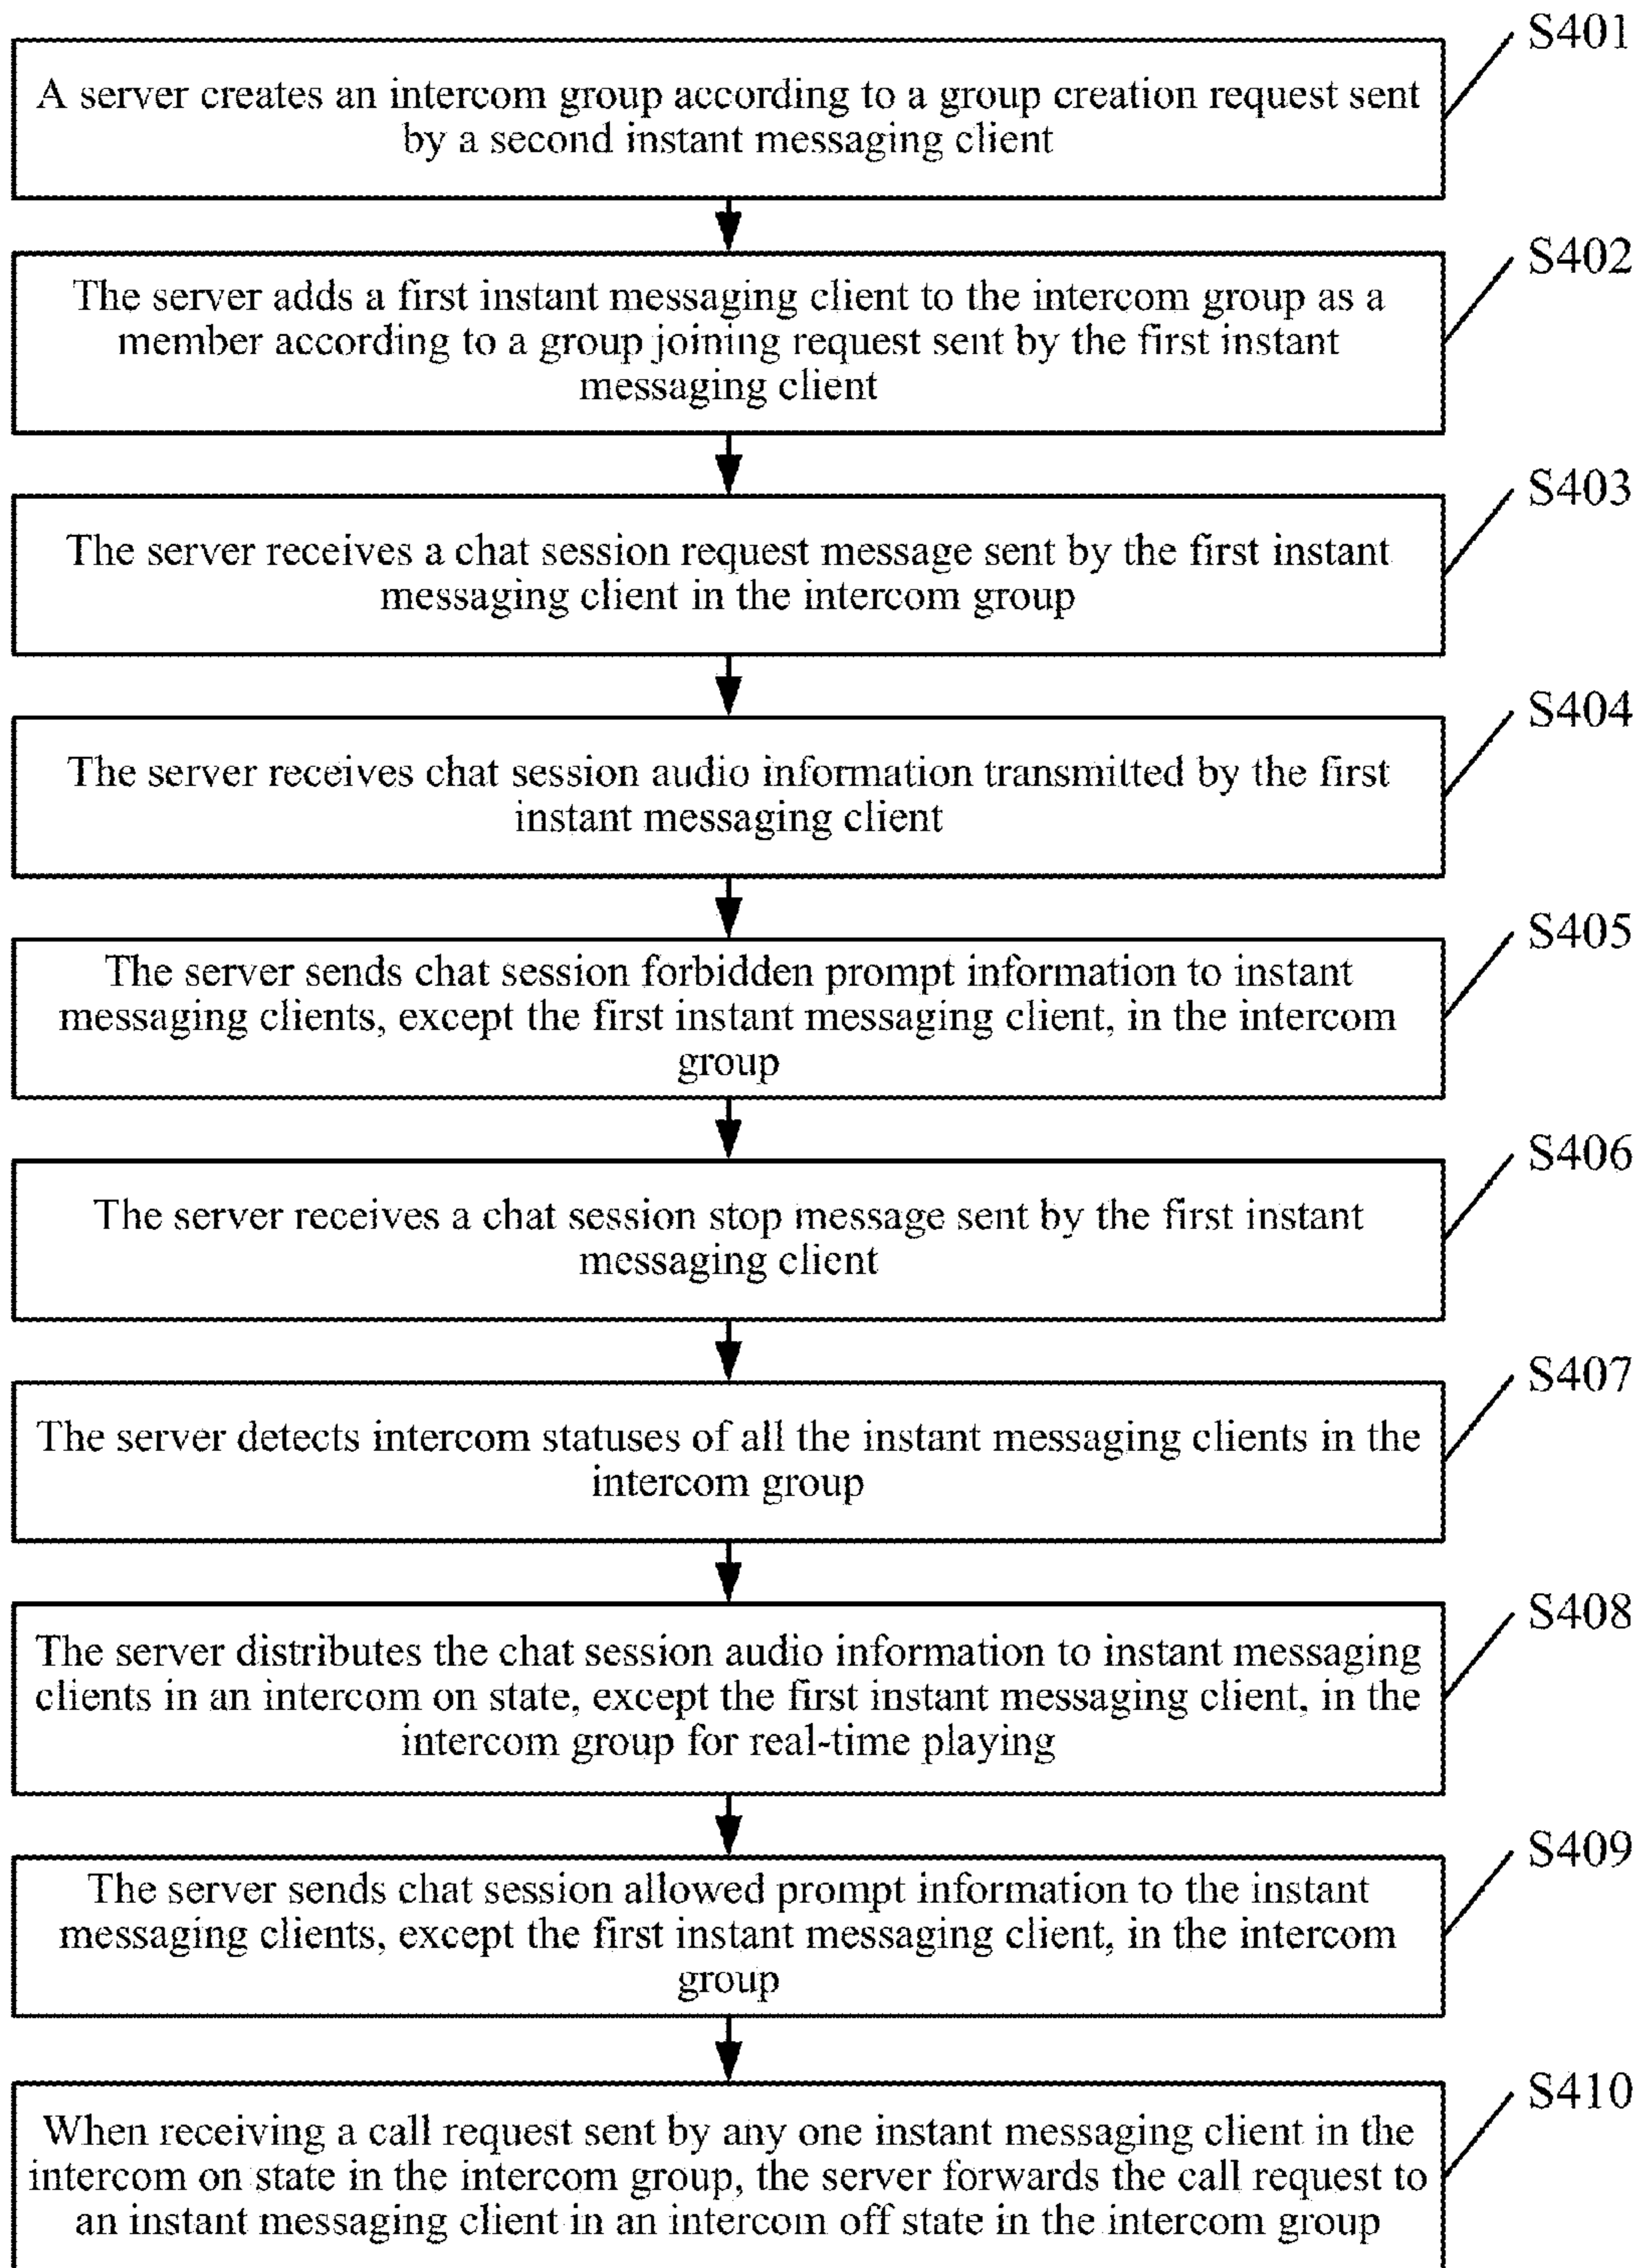 S401
A server creates an intercom group according to a group creation request sent
by a second instant messaging client
S402
The server adds a first instant messaging client to the intercom group as a
member according to a group joining request sent by the first instant
messaging client
S403
The server receives a chat session request message sent by the first instant
messaging client in the intercom group
S404
The server receives chat session audio information transmitted by the first
instant messaging client
S405
The server sends chat session forbidden prompt information to instant
messaging clients, except the first instant messaging client, in the intercom
group
S406
The server receives a chat session stop message sent by the first instant
messaging client
S407
The server detects intercom statuses of all the instant messaging clients in the
intercom group
S408
The server distributes the chat session audio information to instant messaging
clients in an intercom on state, except the first instant messaging client, in the
intercom group for real-time playing
S409
The server sends chat session allowed prompt information to the instant
messaging clients, except the first instant messaging client, in the intercom
group
S410
When receiving a call request sent by any one instant messaging client in the
intercom on state in the intercom group, the server forwards the call request to
an instant messaging client in an intercom off state in the intercom group